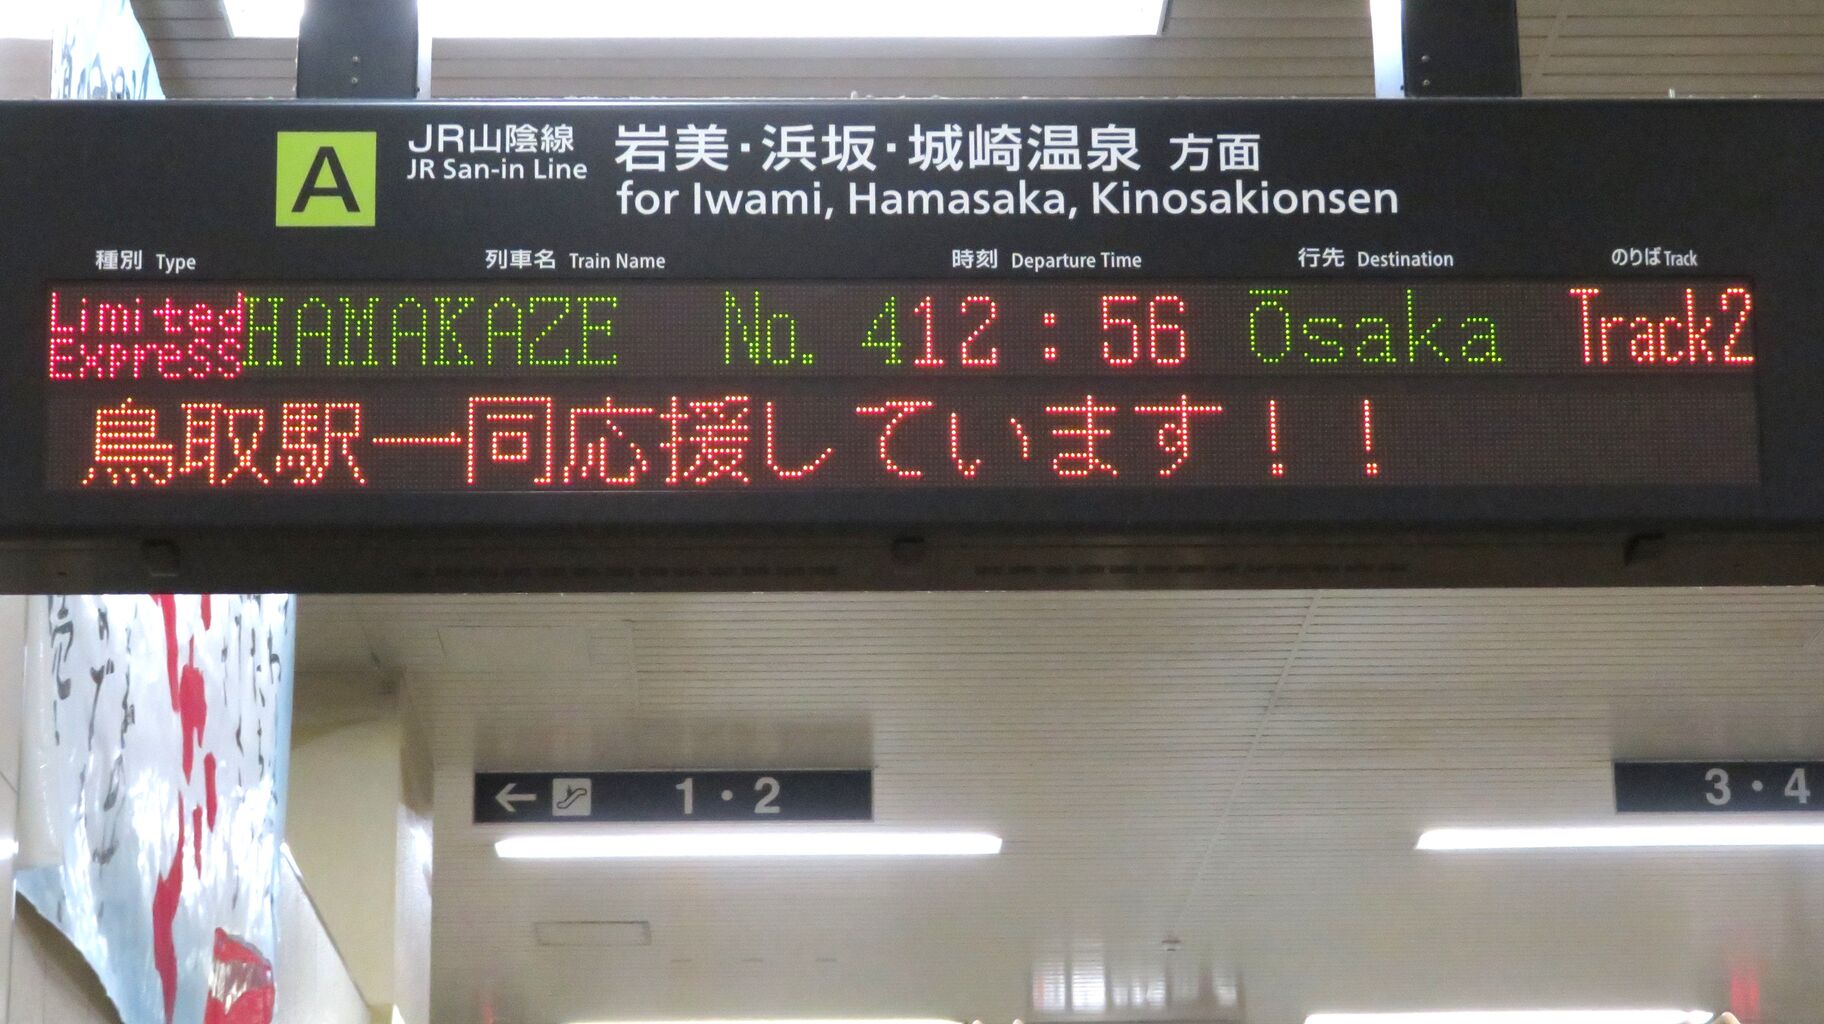 A
JR山陰線
JR San-in Line
岩美・浜坂・城崎温泉 方面
for Iwami, Hamasaka, Kinosakionsen
種別 Type 列車名 Train Name 時刻 Departure Time 行先 Destination のりば Track
Limited Express HAMAKAZE No. 4 12:56 Ōsaka Track2
鳥取駅一同応援しています！！
← 1・2
3・4